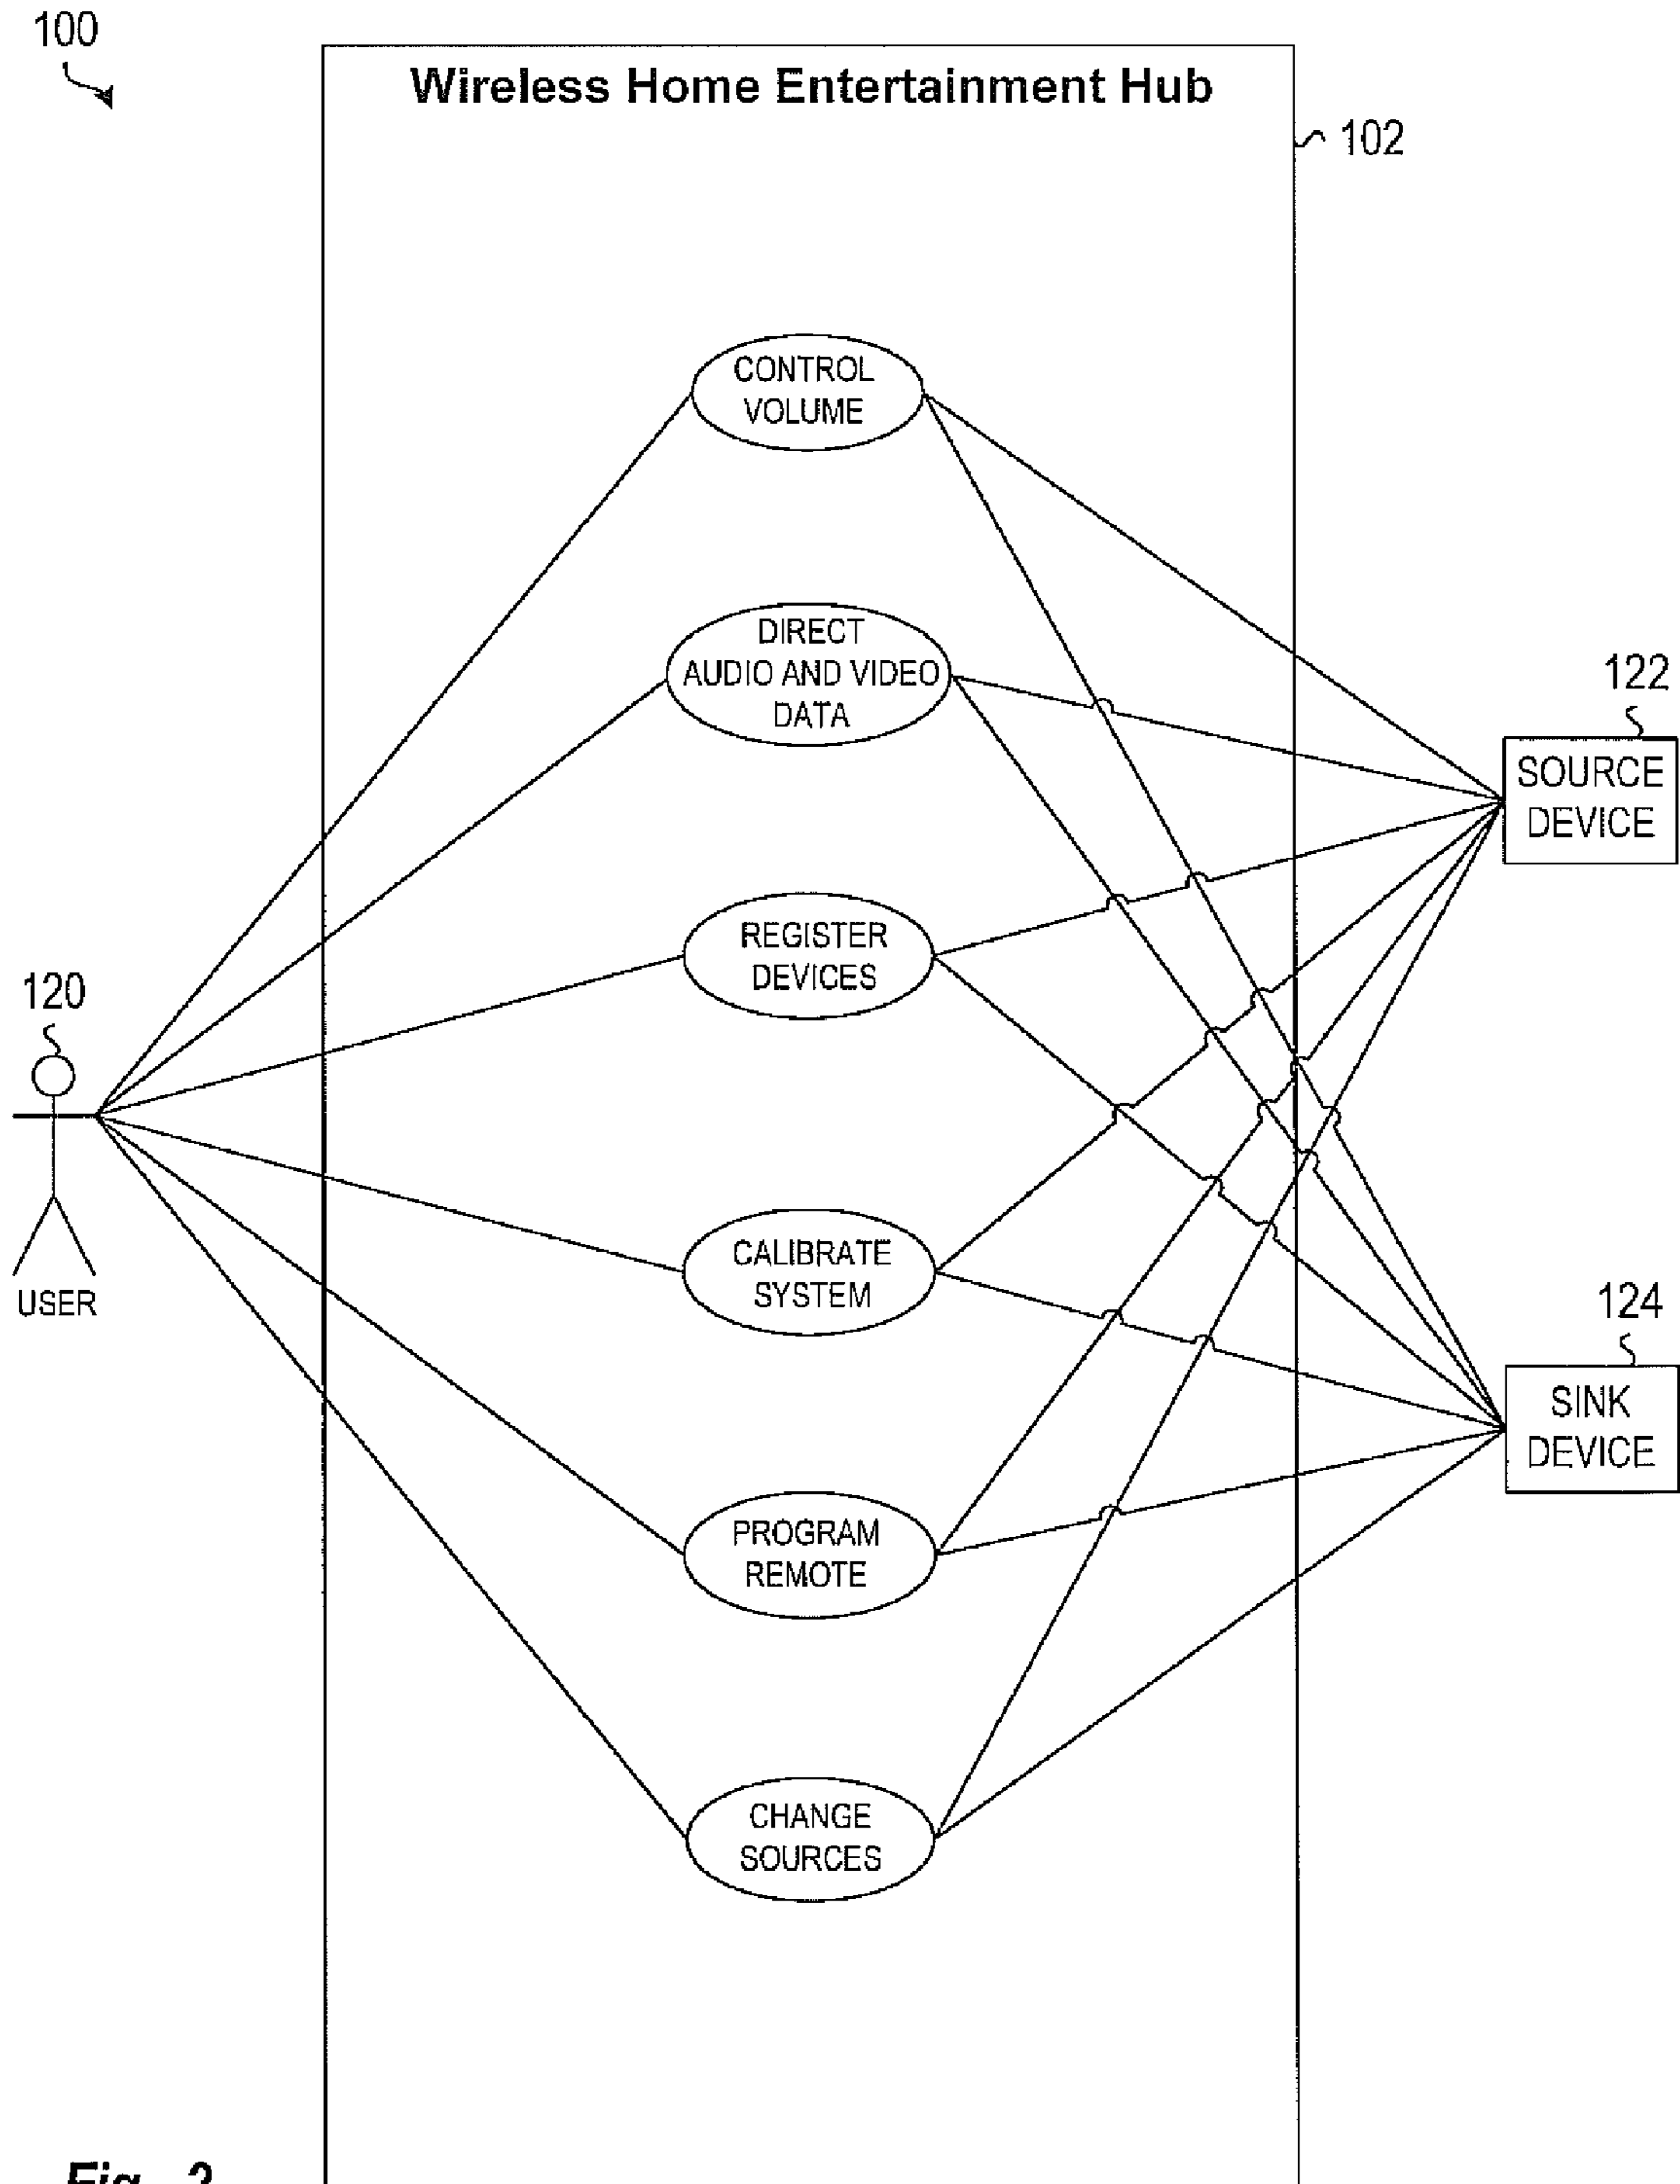 100
Wireless Home Entertainment Hub
102
CONTROL
VOLUME
DIRECT
AUDIO AND VIDEO
DATA
122
SOURCE
DEVICE
REGISTER
DEVICES
120
USER
CALIBRATE
SYSTEM
124
SINK
DEVICE
PROGRAM
REMOTE
CHANGE
SOURCES
Fig.